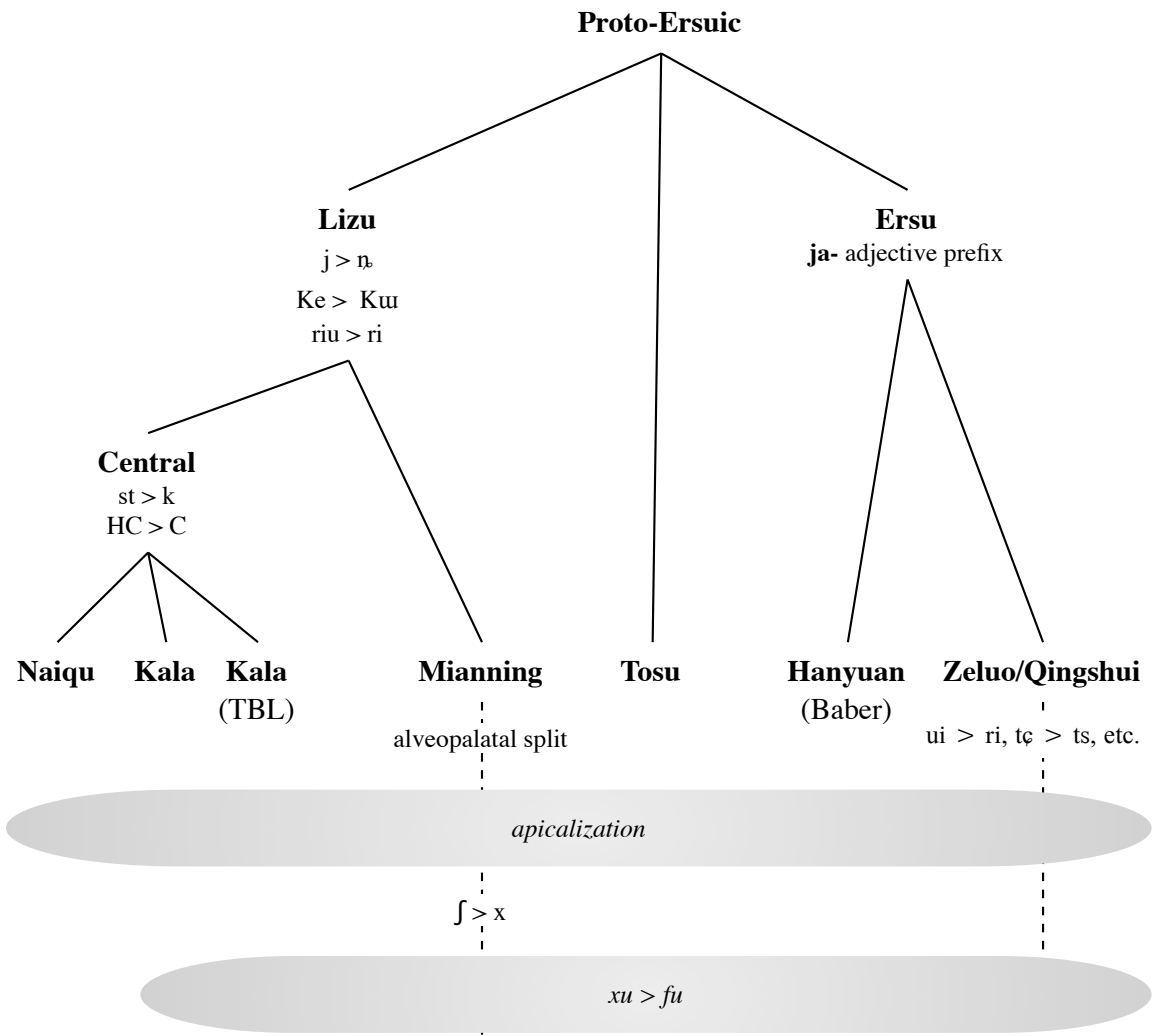 Proto-Ersuic
Lizu
j > ȵ
Ke > Kɯ
riu > ri
Ersu
ja- adjective prefix
Central
st > k
HC > C
Naiqu Kala Kala Mianning Tosu Hanyuan Zeluo/Qingshui
(TBL) (Baber)
alveopalatal split ui > ri, tɕ > ts, etc.
apicalization
ʃ > x
xu > fu